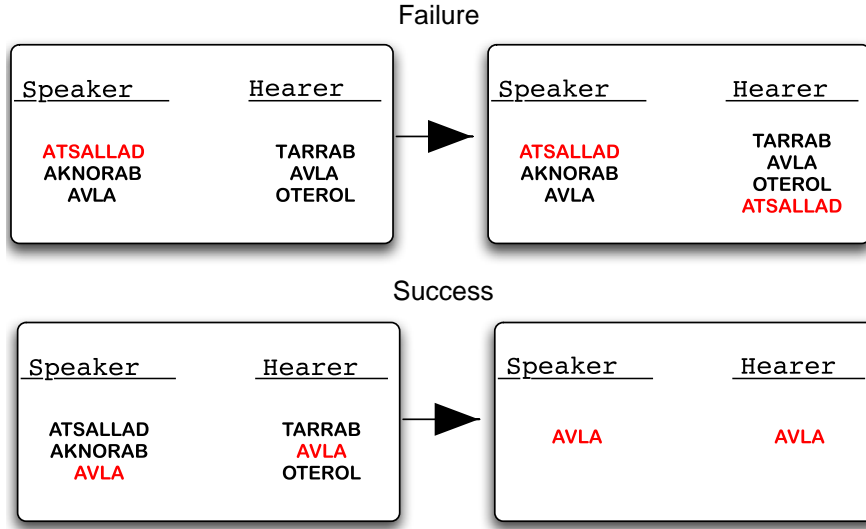 Failure
Speaker Hearer
ATSALLAD TARRAB
AKNORAB AVLA
AVLA OTEROL
Speaker Hearer
ATSALLAD TARRAB
AKNORAB AVLA
AVLA OTEROL
ATSALLAD
Success
Speaker Hearer
ATSALLAD TARRAB
AKNORAB AVLA
AVLA OTEROL
Speaker Hearer
AVLA AVLA